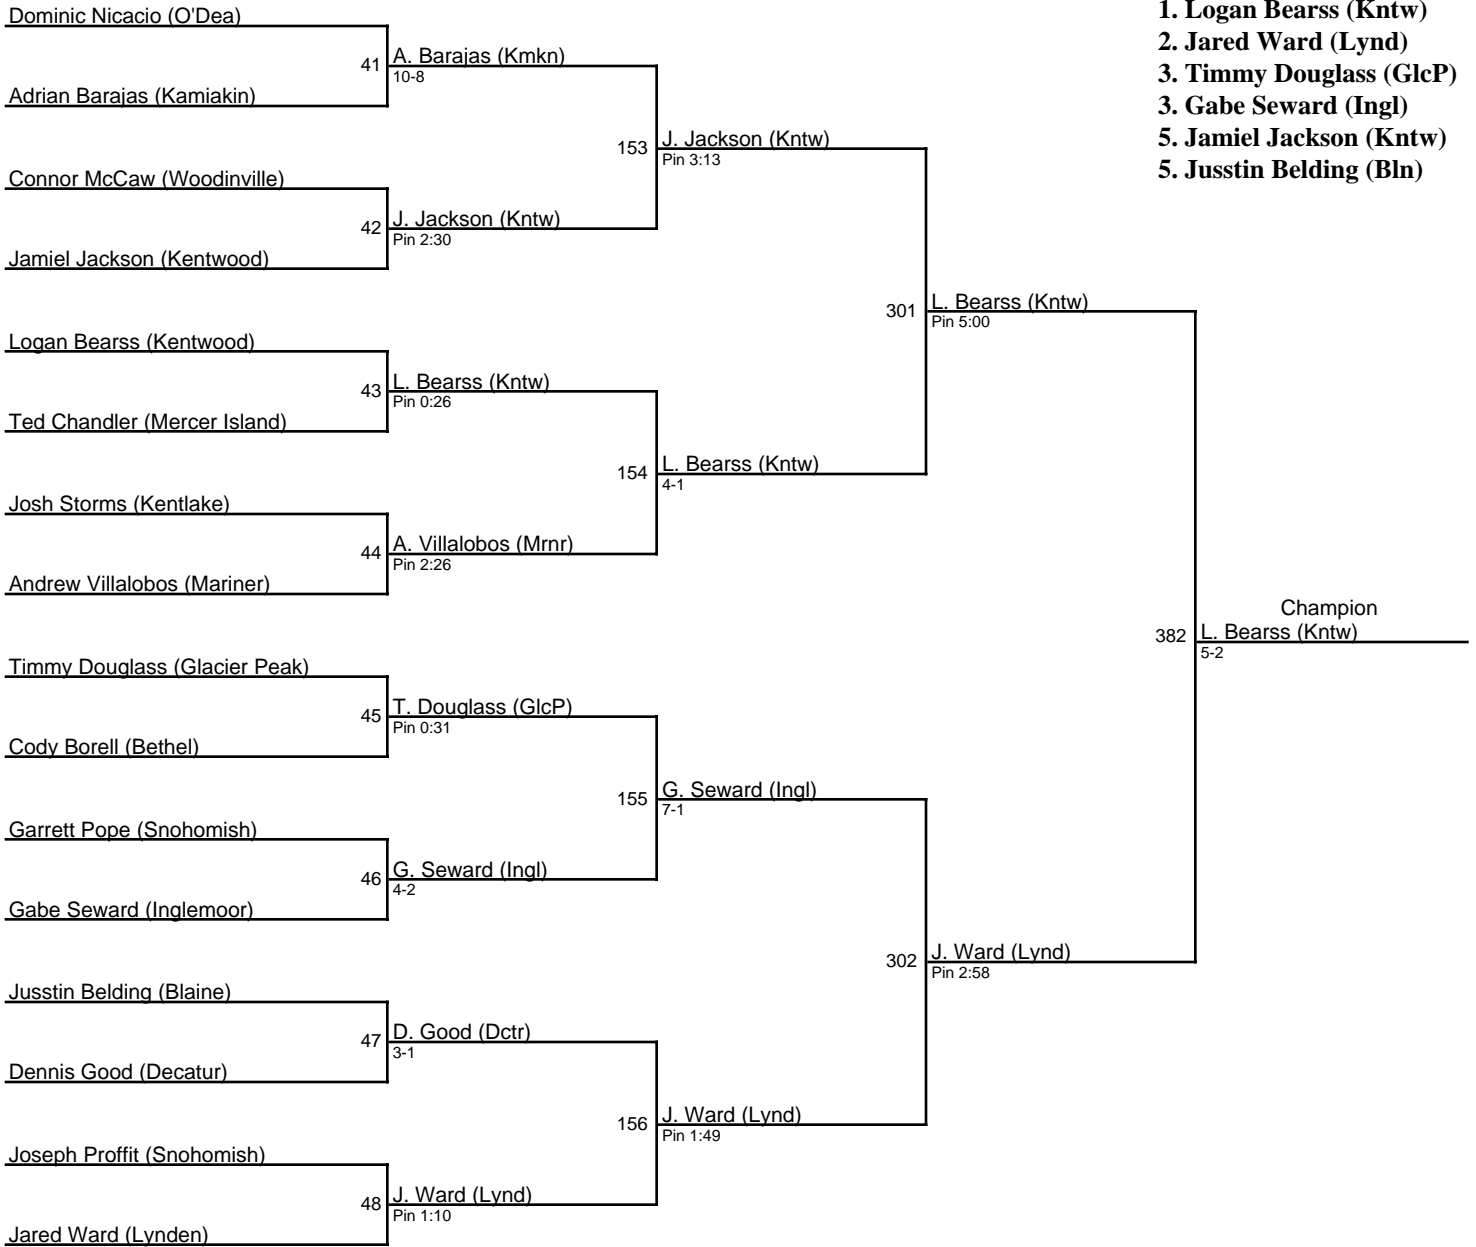 Dominic Nicacio (O'Dea)
41
A. Barajas (Kmkn)
10-8
Adrian Barajas (Kamiakin)
153
J. Jackson (Kntw)
Pin 3:13
Connor McCaw (Woodinville)
42
J. Jackson (Kntw)
Pin 2:30
Jamiel Jackson (Kentwood)
301
L. Bearss (Kntw)
Pin 5:00
Logan Bearss (Kentwood)
43
L. Bearss (Kntw)
Pin 0:26
Ted Chandler (Mercer Island)
154
L. Bearss (Kntw)
4-1
Josh Storms (Kentlake)
44
A. Villalobos (Mrnr)
Pin 2:26
Andrew Villalobos (Mariner)
Champion
382
L. Bearss (Kntw)
5-2
Timmy Douglass (Glacier Peak)
45
T. Douglass (GlcP)
Pin 0:31
Cody Borell (Bethel)
155
G. Seward (Ingl)
7-1
Garrett Pope (Snohomish)
46
G. Seward (Ingl)
4-2
Gabe Seward (Inglemoor)
302
J. Ward (Lynd)
Pin 2:58
Jusstin Belding (Blaine)
47
D. Good (Dctr)
3-1
Dennis Good (Decatur)
156
J. Ward (Lynd)
Pin 1:49
Joseph Proffit (Snohomish)
48
J. Ward (Lynd)
Pin 1:10
Jared Ward (Lynden)
1. Logan Bearss (Kntw)
2. Jared Ward (Lynd)
3. Timmy Douglass (GlcP)
3. Gabe Seward (Ingl)
5. Jamiel Jackson (Kntw)
5. Jusstin Belding (Bln)